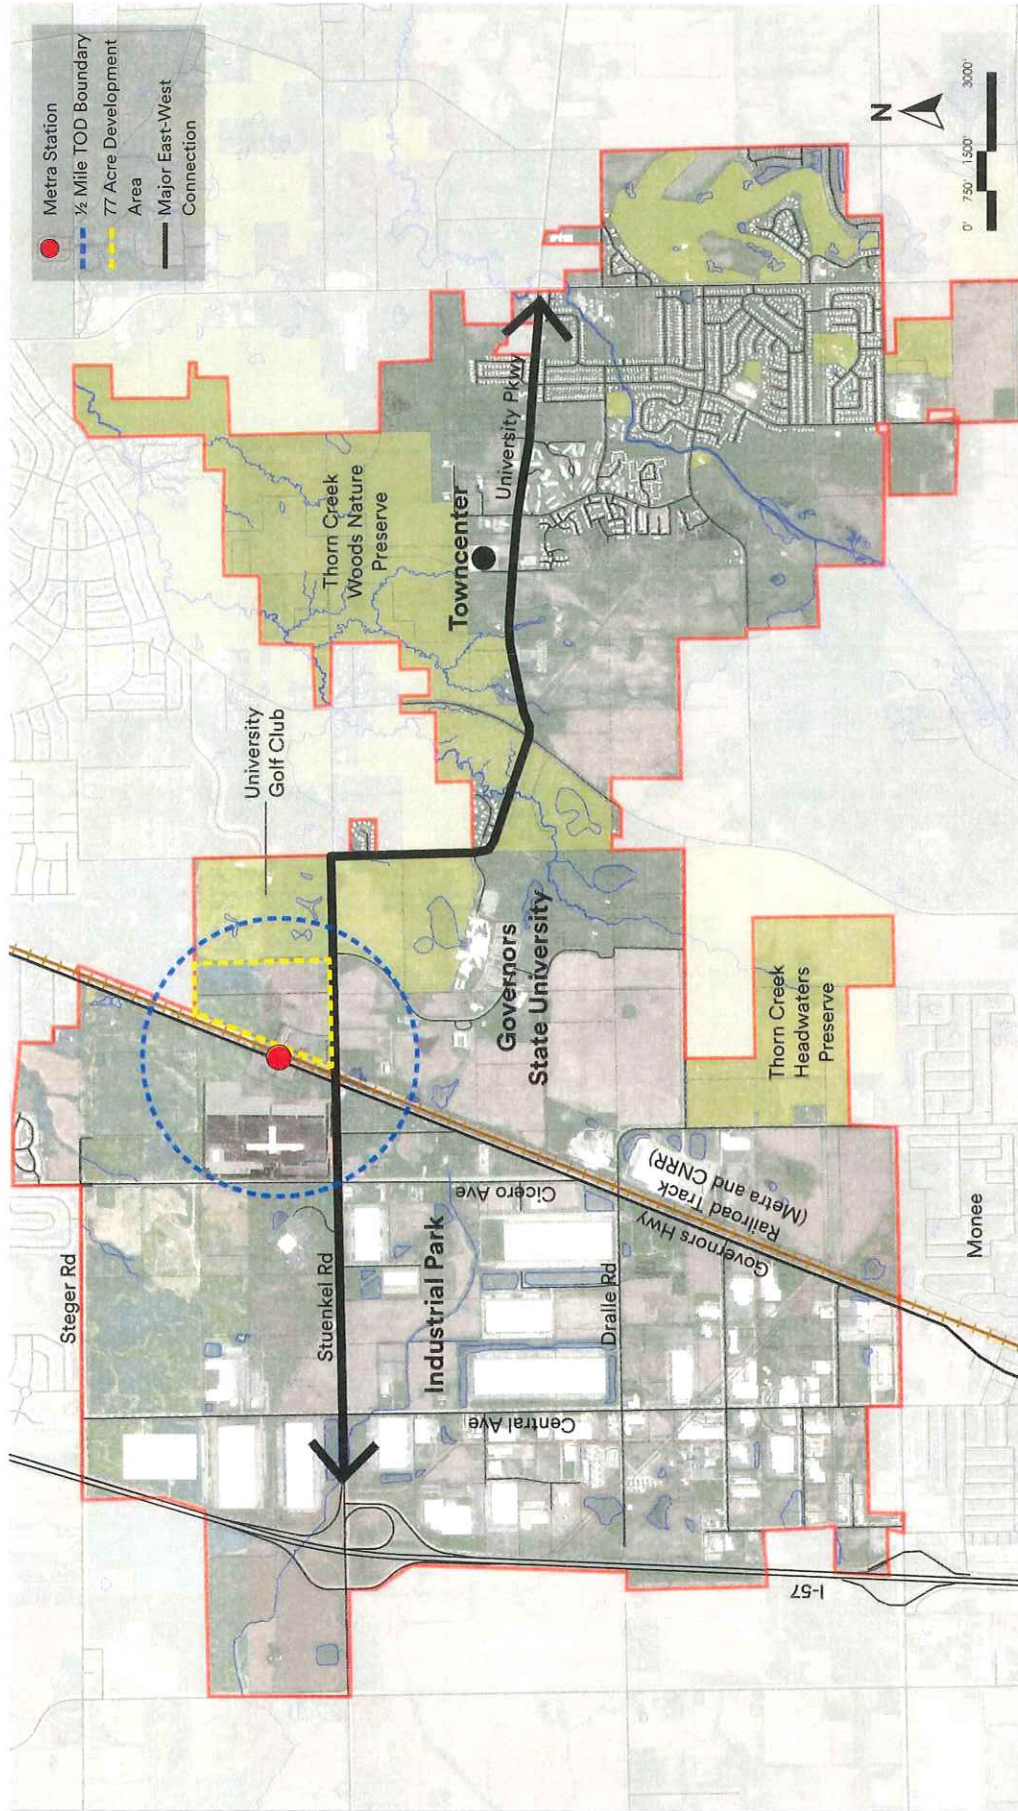 Metra Station
½ Mile TOD Boundary
77 Acre Development
Area
Major East-West
Connection
N
0' 750' 1500' 3000'
Steger Rd
University
Golf Club
Thorn Creek
Woods Nature
Preserve
Stuenkel Rd
Towncenter
University Pkwy
Industrial Park
Cicero Ave
Central Ave
Governors
State University
Dralle Rd
Governors Hwy
Railroad Track
(Metra and CNRR)
Thorn Creek
Headwaters
Preserve
I-57
Monee